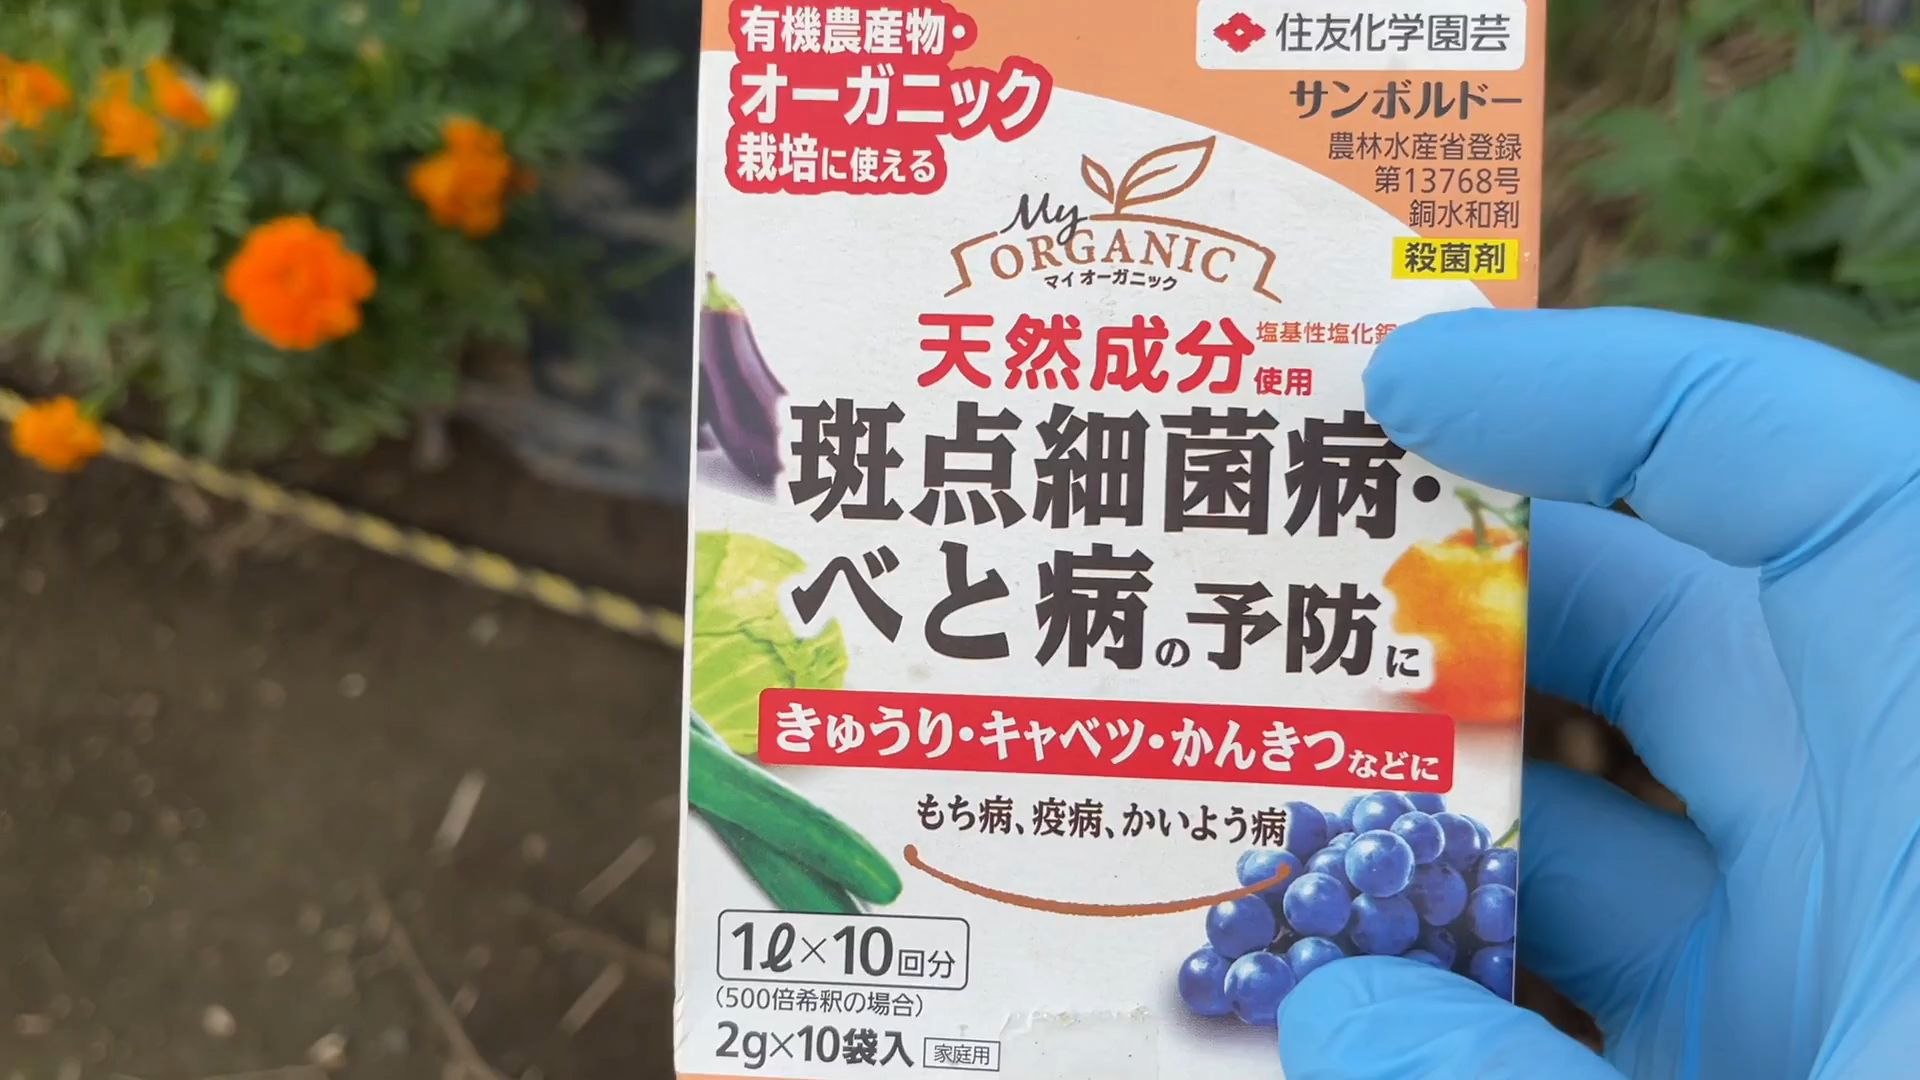 有機農産物・
オーガニック
栽培に使える
住友化学園芸
サンボルドー
農林水産省登録
第13768号
銅水和剤
殺菌剤
My
ORGANIC
マイオーガニック
天然成分 塩基性塩化
使用
斑点細菌病・
べと病の予防に
きゅうり・キャベツ・かんきつなどに
もち病、疫病、かいよう病
1ℓ×10回分
(500倍希釈の場合)
2g×10袋入 家庭用